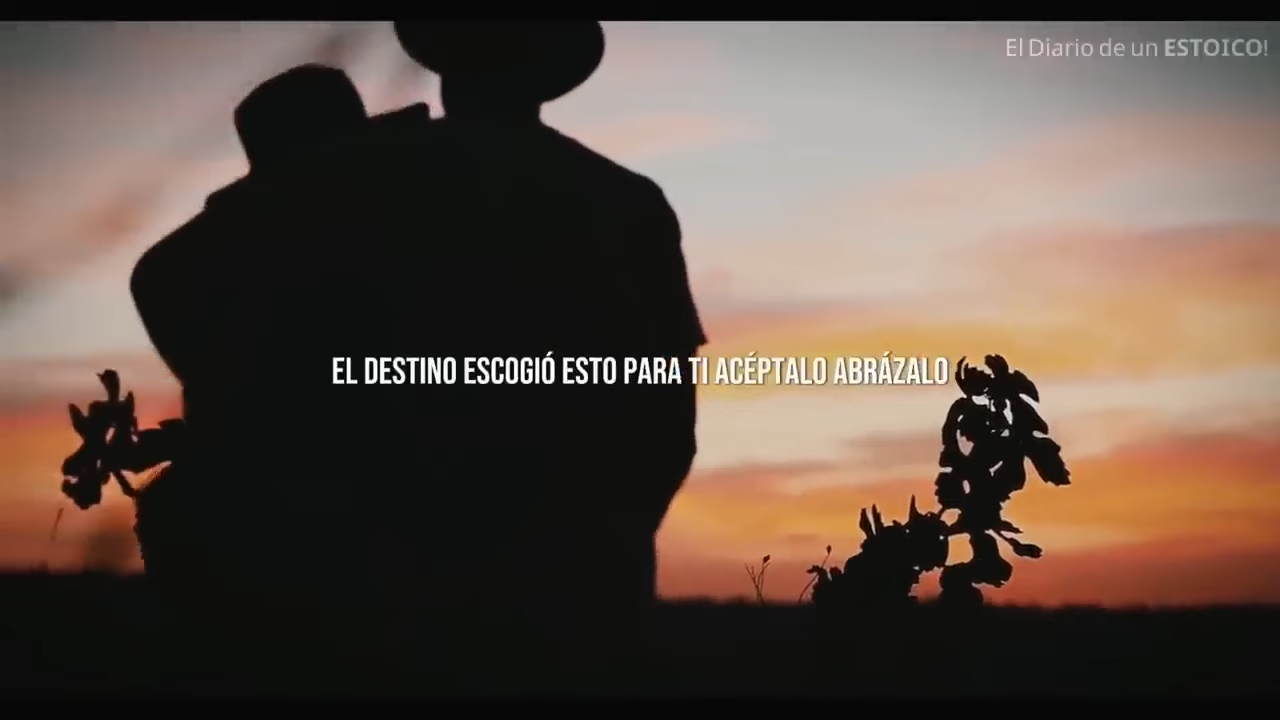 El Diario de un ESTOICO!
EL DESTINO ESCOGIÓ ESTO PARA TI ACÉPTALO ABRÁZALO